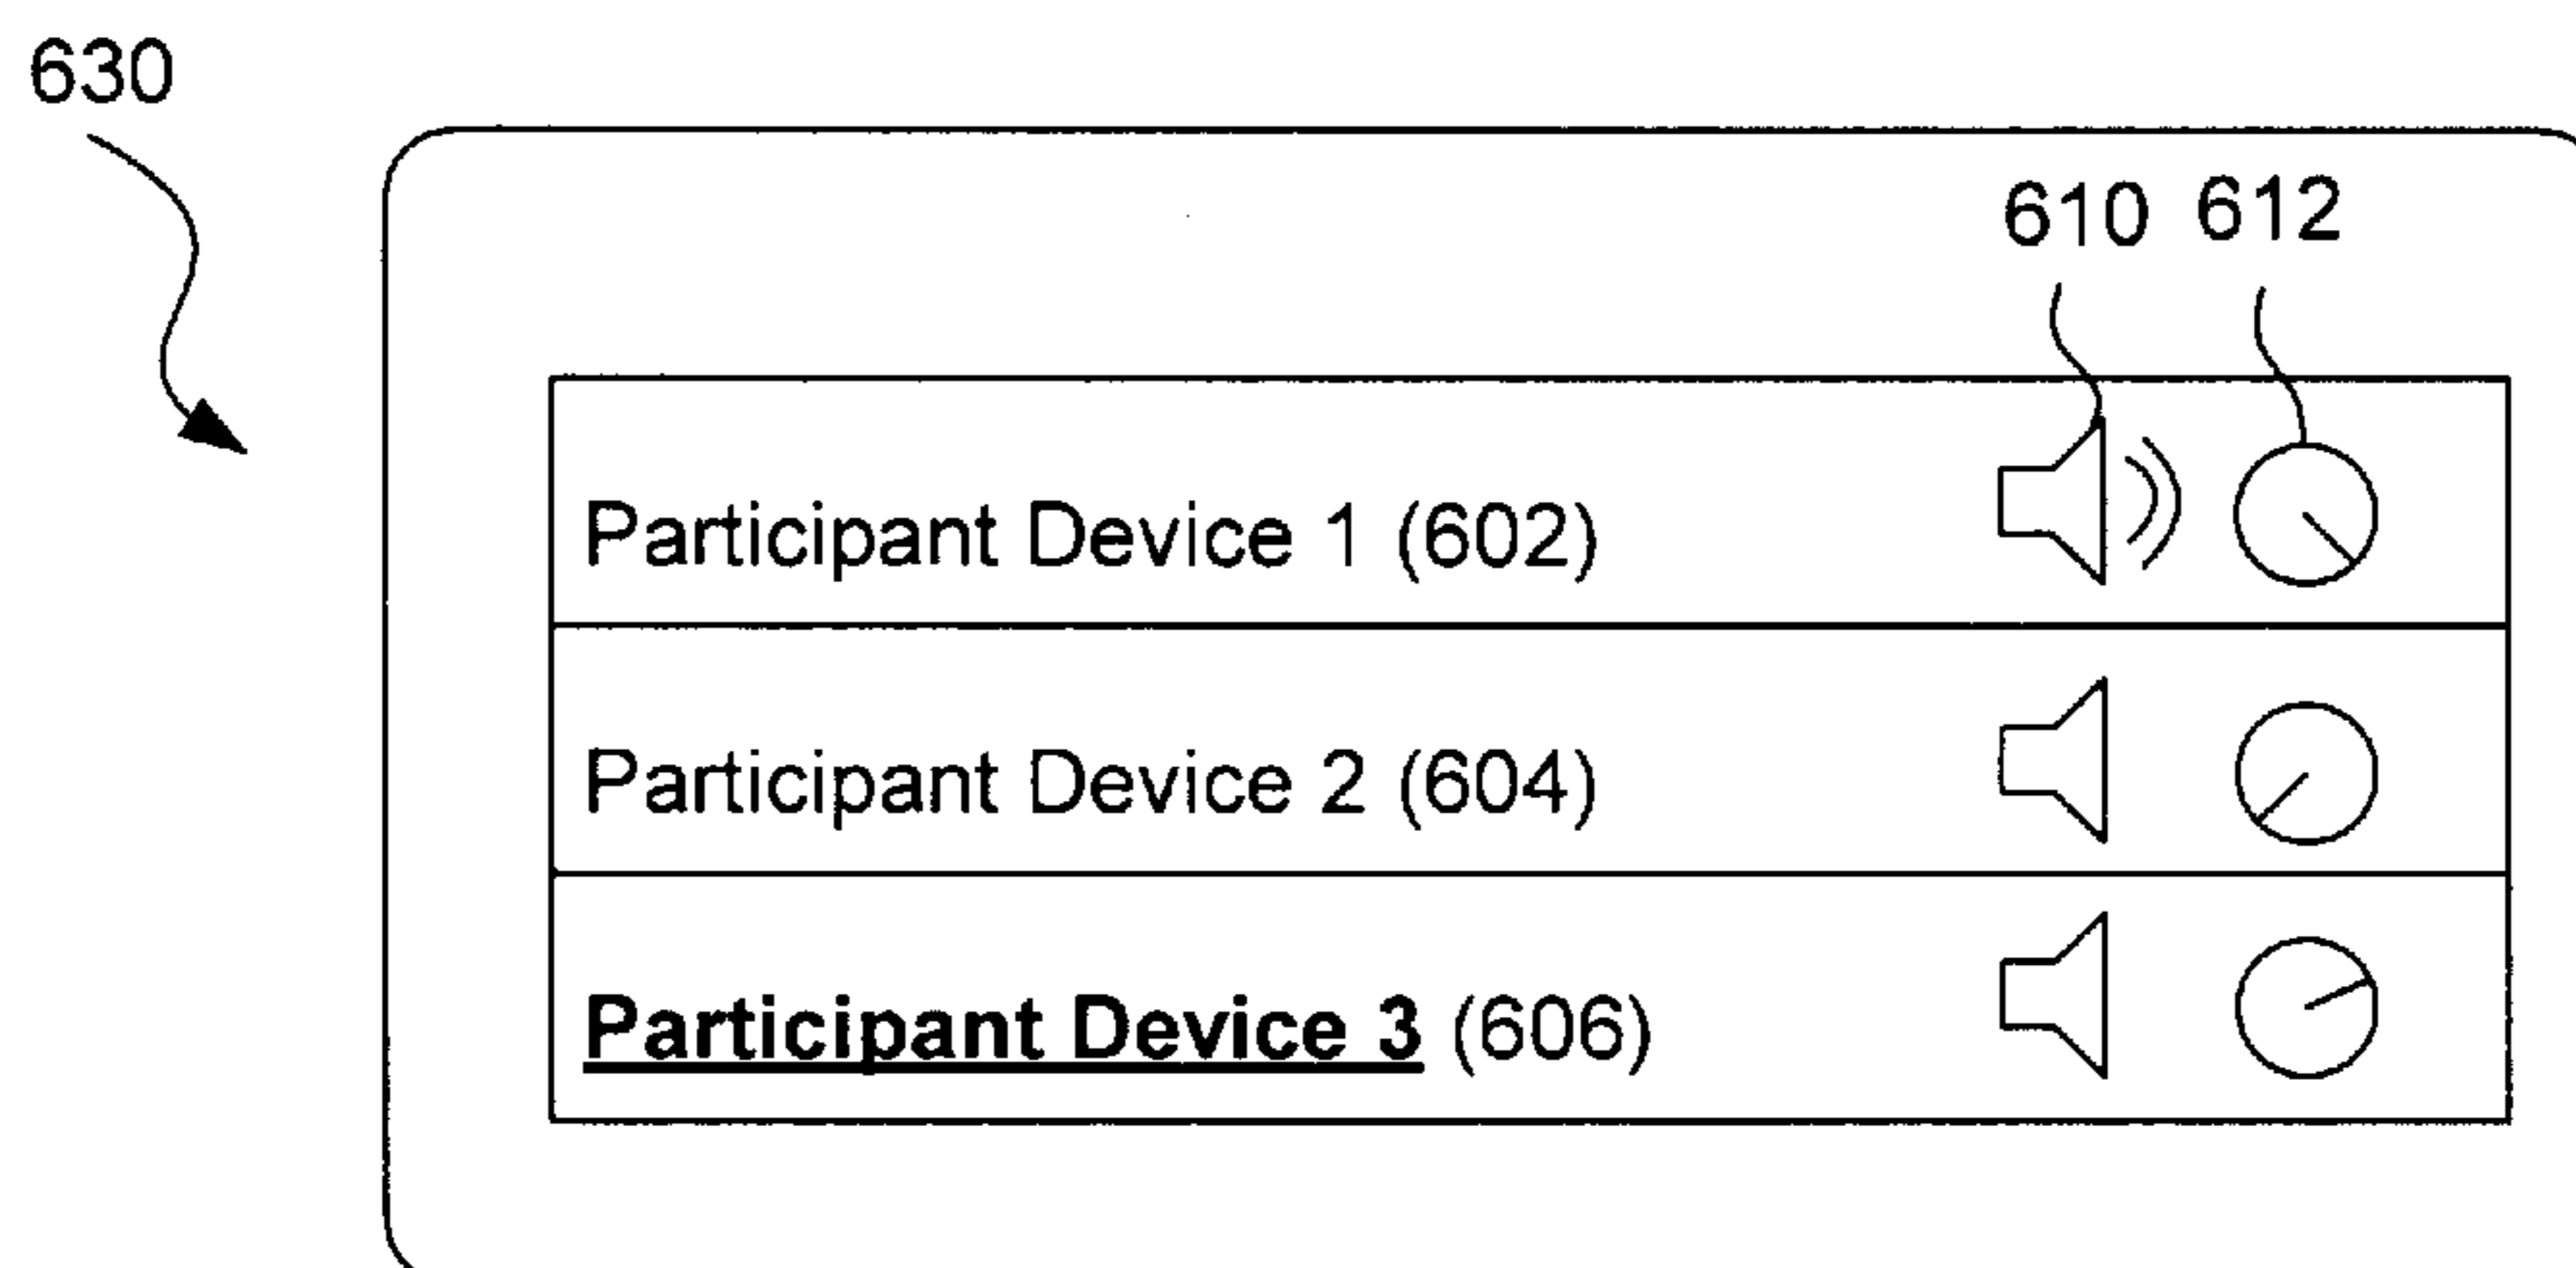 630
610 612
Participant Device 1 (602)
Participant Device 2 (604)
Participant Device 3 (606)